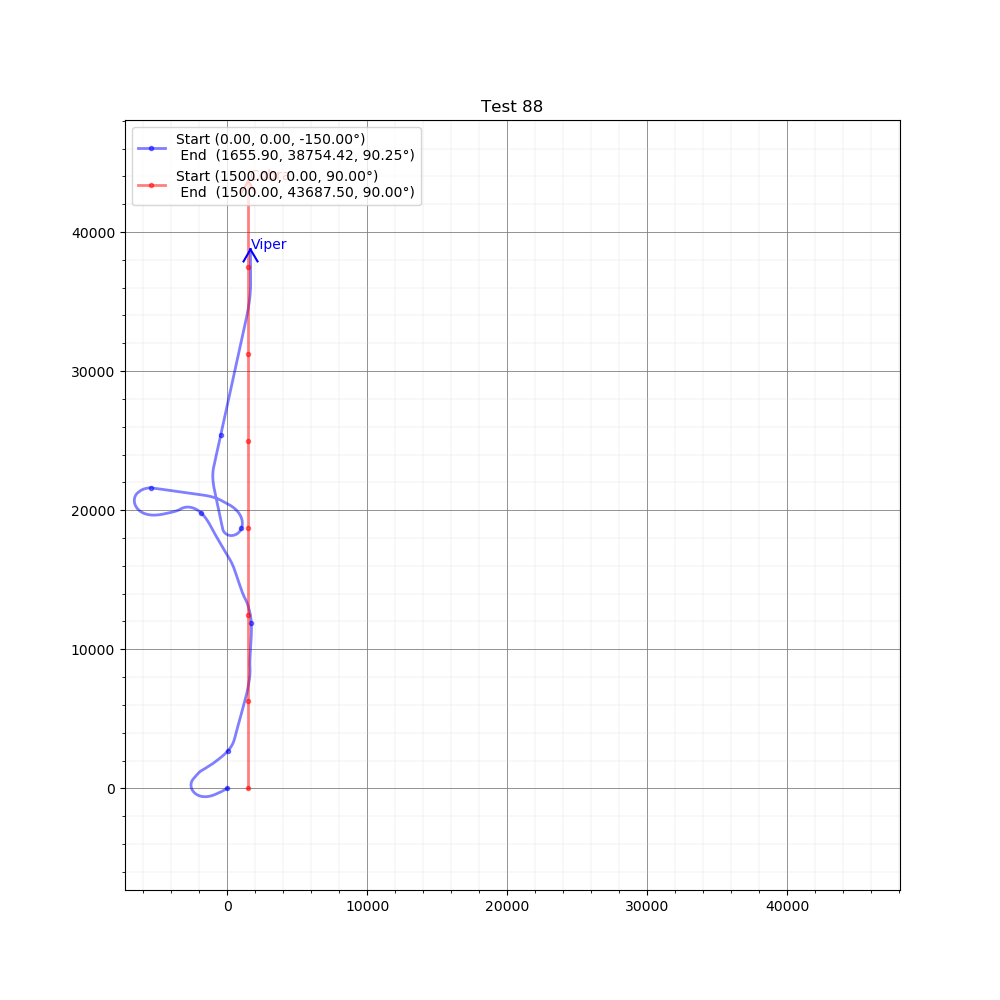 Test 88
Start (0.00, 0.00, -150.00°)
End (1655.90, 38754.42, 90.25°)
Start (1500.00, 0.00, 90.00°)
End (1500.00, 43687.50, 90.00°)
Viper
40000
30000
20000
10000
0
0 10000 20000 30000 40000